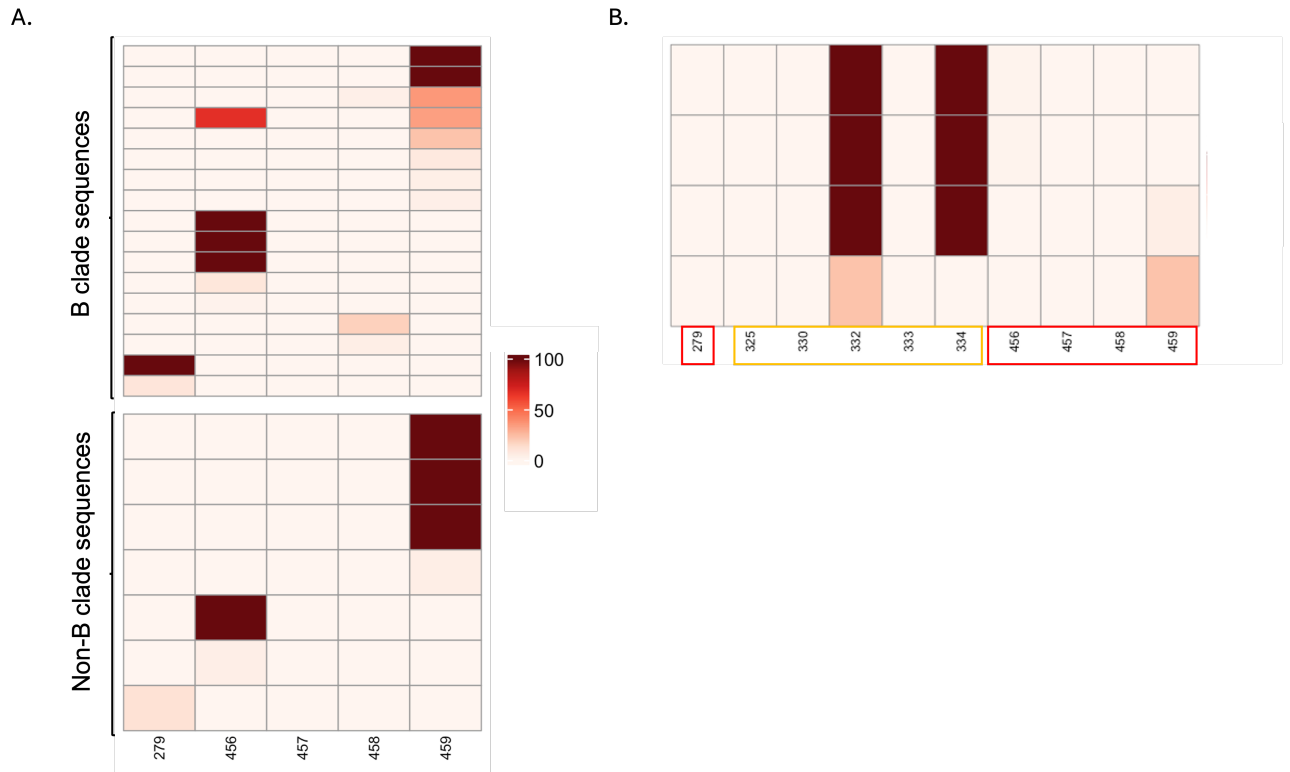 A.
B clade sequences
Non-B clade sequences
279 456 457 458 459
100
50
0
B.
279 325 330 332 333 334 456 457 458 459